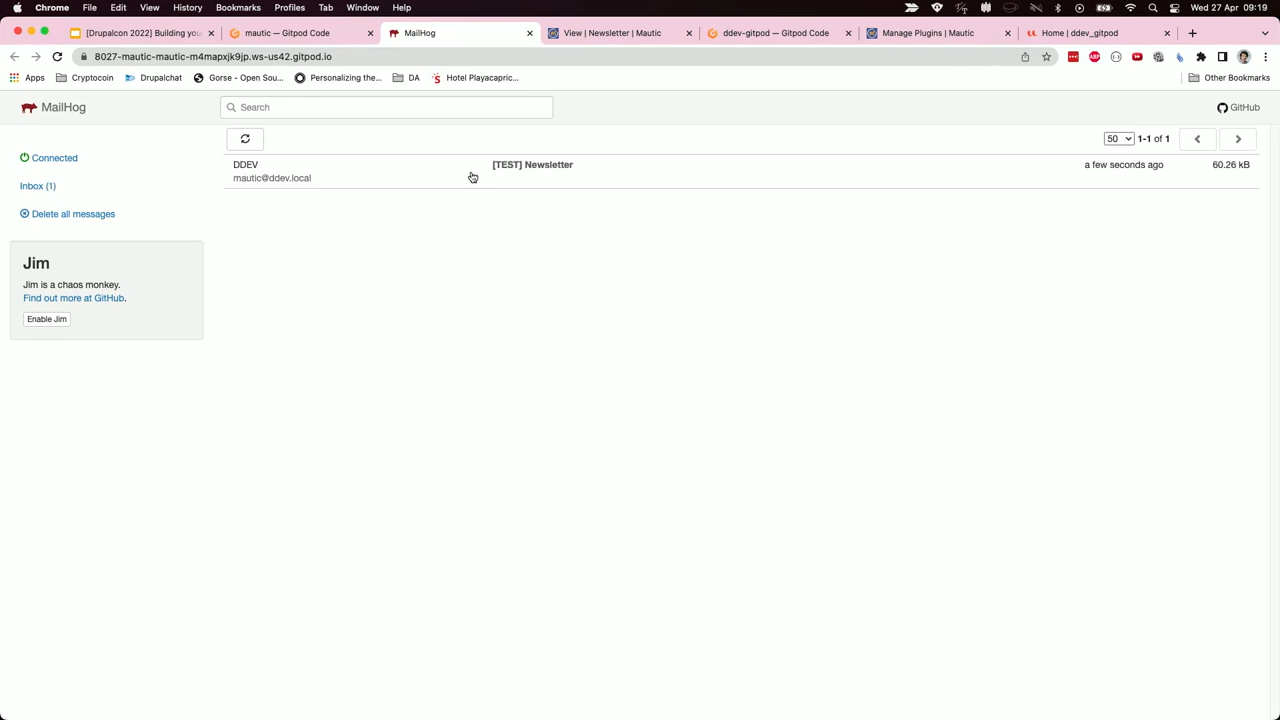 Chrome File Edit View History Bookmarks Profiles Tab Window Help Wed 27 Apr 09:19
[Drupalcon 2022] Building you mautic — Gitpod Code MailHog View | Newsletter | Mautic ddev-gitpod — Gitpod Code Manage Plugins | Mautic Home | ddev_gitpod
8027-mautic-mautic-m4mapxjk9jp.ws-us42.gitpod.io
Apps Cryptocoin Drupalchat Gorse - Open Sou... Personalizing the... DA Hotel Playacapric... Other Bookmarks
MailHog Search GitHub
50 1-1 of 1
Connected
DDEV [TEST] Newsletter a few seconds ago 60.26 kB
mautic@ddev.local
Inbox (1)
Delete all messages
Jim
Jim is a chaos monkey.
Find out more at GitHub.
Enable Jim